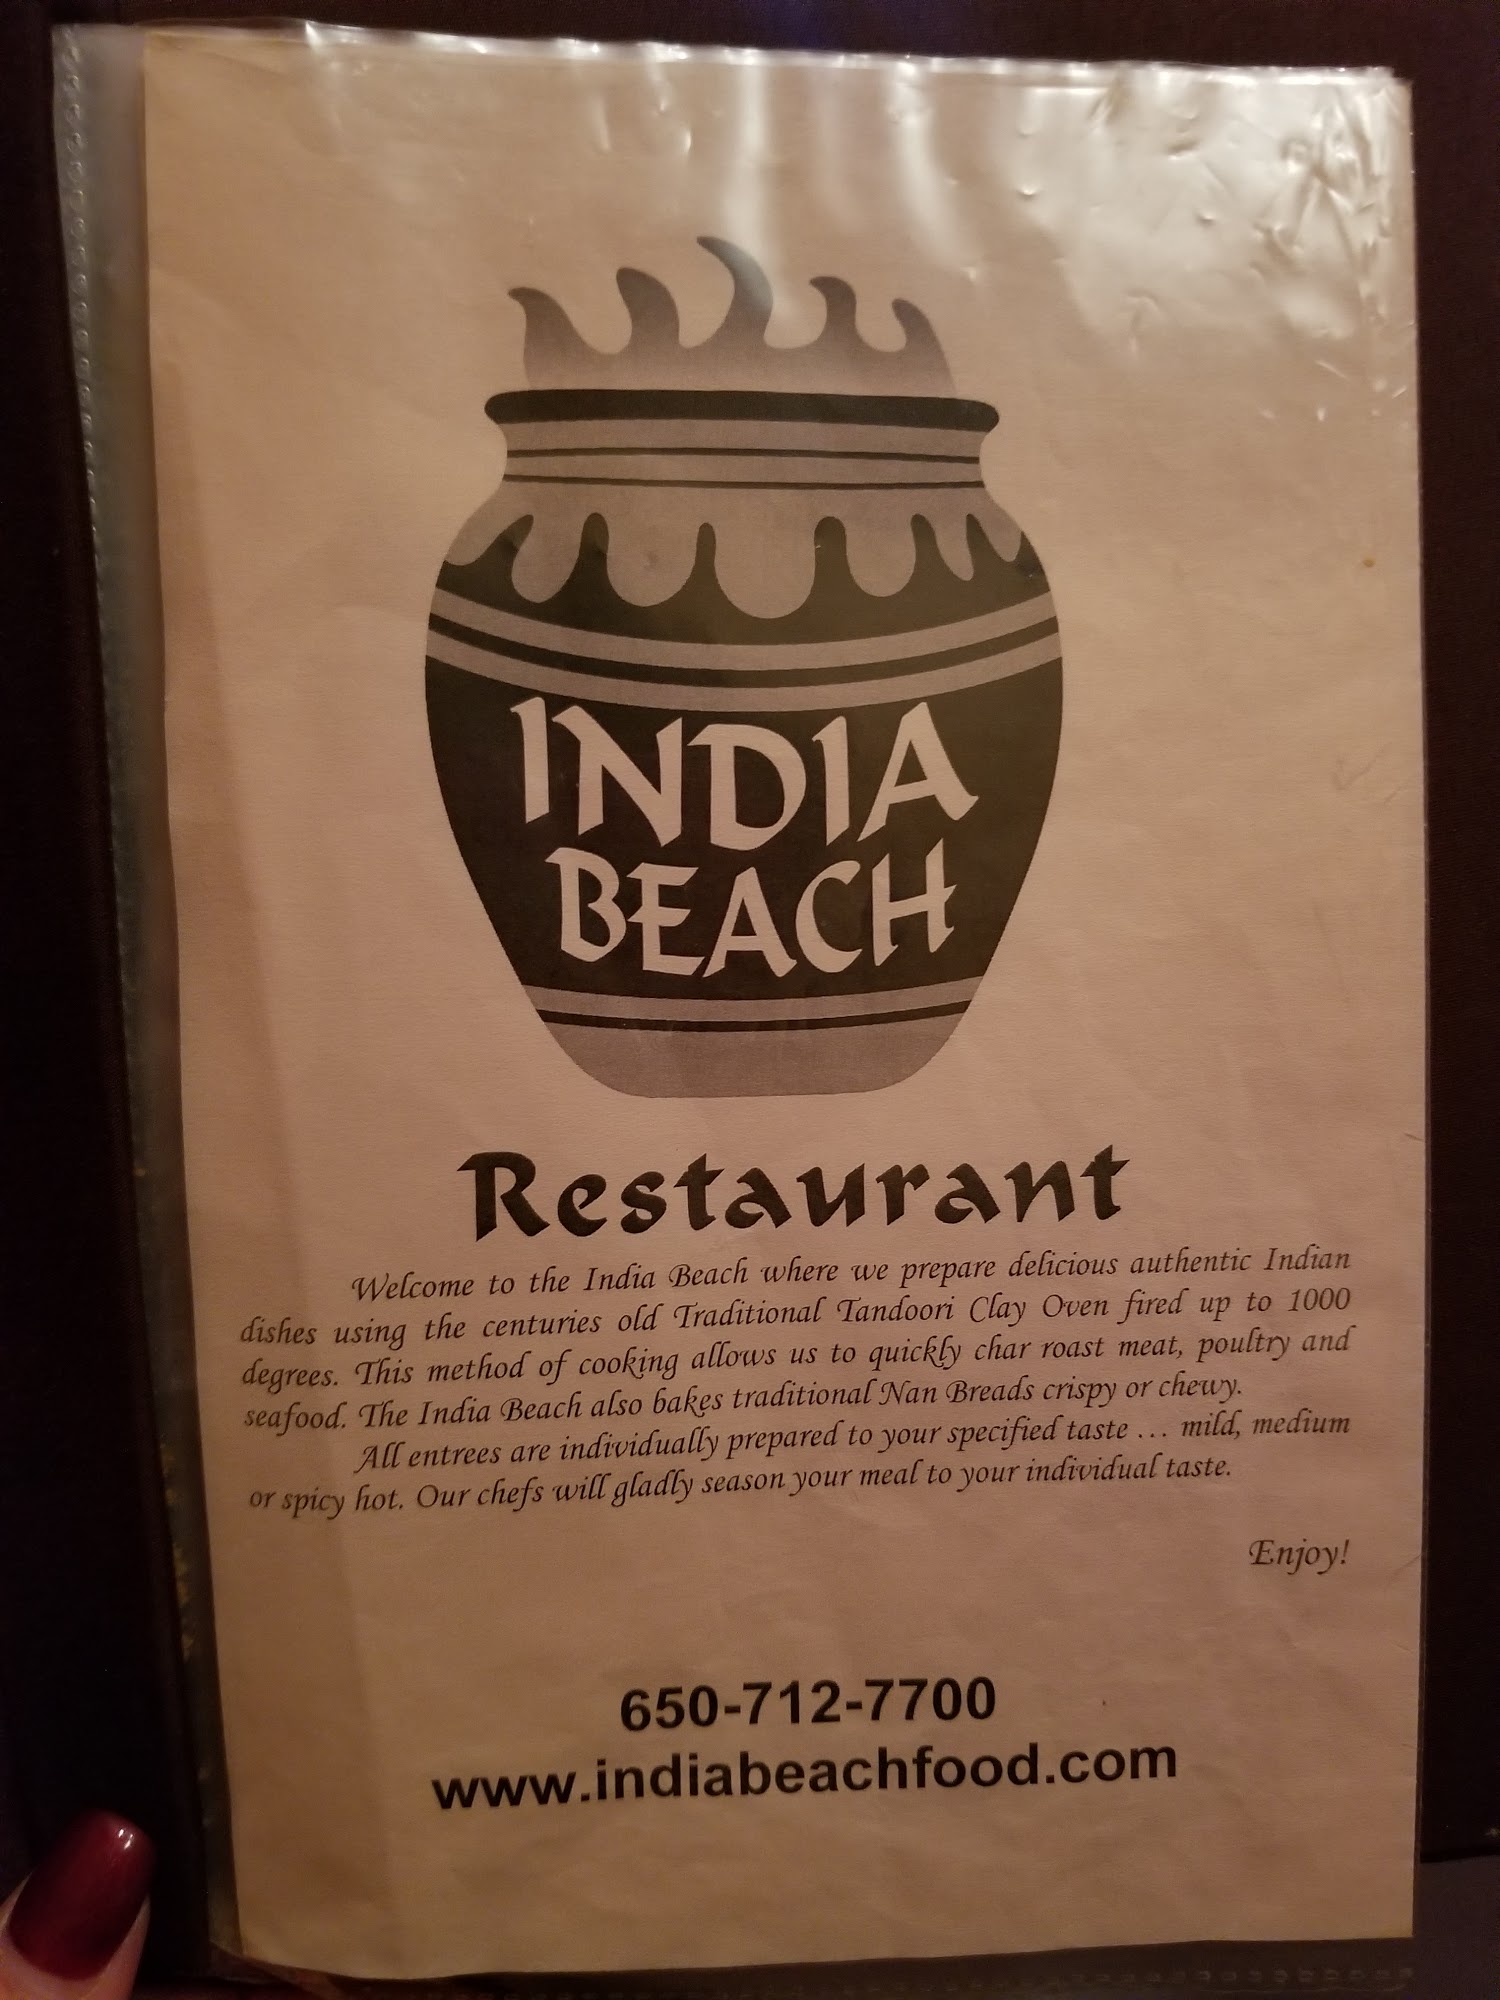 INDIA
BEACH
Restaurant
Welcome to the India Beach where we prepare delicious authentic Indian
dishes using the centuries old Traditional Tandoori Clay Oven fired up to 1000
degrees. This method of cooking allows us to quickly char roast meat, poultry and
seafood. The India Beach also bakes traditional Nan Breads crispy or chewy.
All entrees are individually prepared to your specified taste … mild, medium
or spicy hot. Our chefs will gladly season your meal to your individual taste.
Enjoy!
650-712-7700
www.indiabeachfood.com